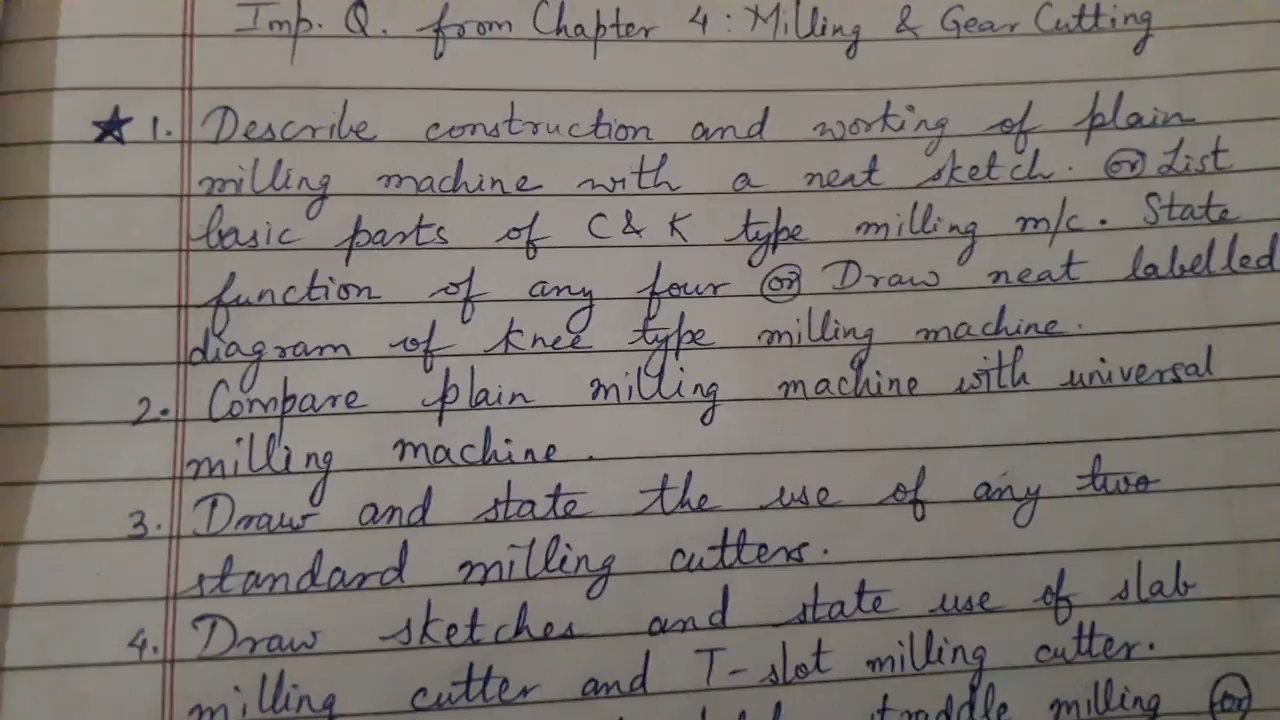 Imp. Q. from Chapter 4 : Milling & Gear Cutting
★ 1. Describe construction and working of plain
milling machine with a neat sketch. or List
basic parts of C & K type milling m/c. State
function of any four or Draw neat labelled
diagram of knee type milling machine.
2. Compare plain milling machine with universal
milling machine.
3. Draw and state the use of any two
standard milling cutters.
4. Draw sketches and state use of slab
milling cutter and T-slot milling cutter.
straddle milling or